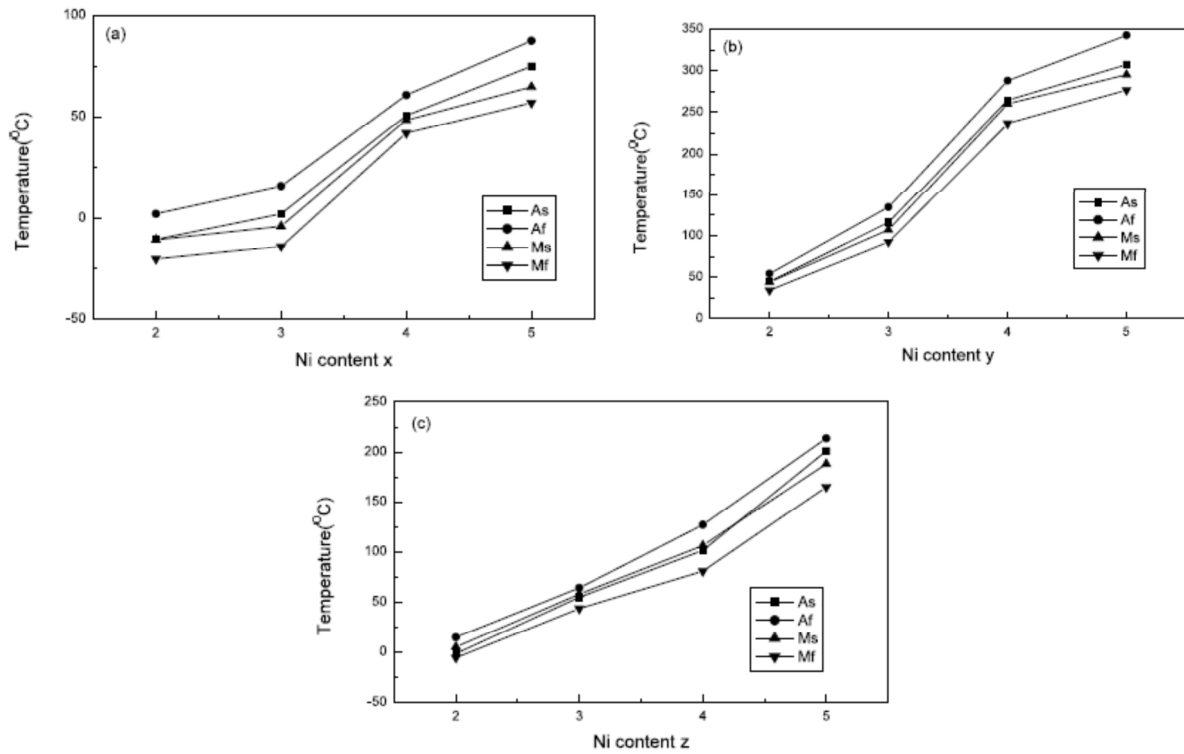 (a)
100
50
0
-50
Temperature(°C)
2 3 4 5
Ni content x
As
Af
Ms
Mf
(b)
350
300
250
200
150
100
50
0
Temperature(°C)
2 3 4 5
Ni content y
As
Af
Ms
Mf
(c)
250
200
150
100
50
0
-50
Temperature(°C)
2 3 4 5
Ni content z
As
Af
Ms
Mf